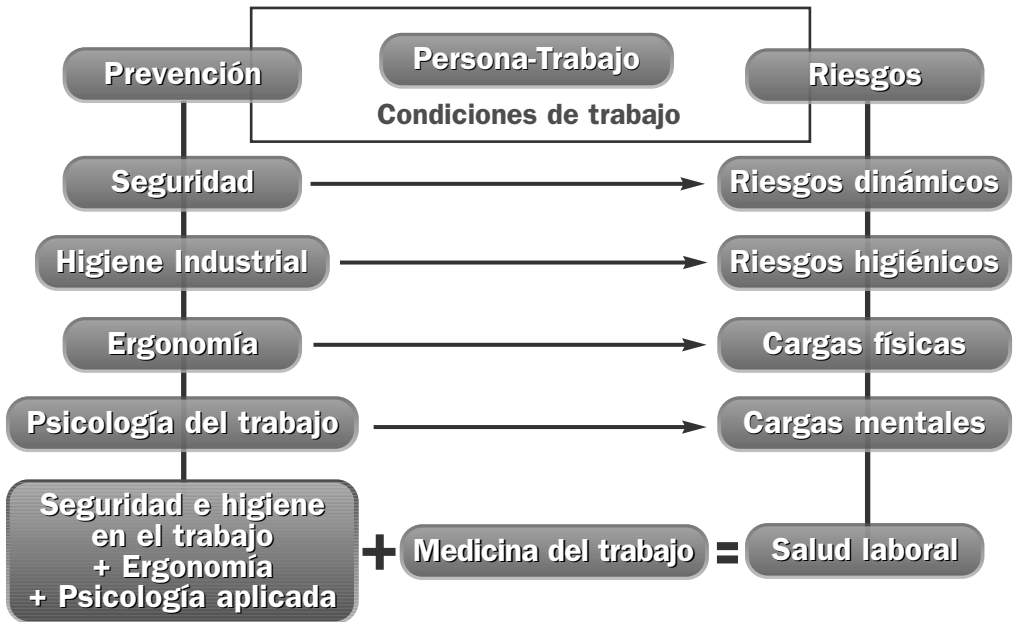 Prevención
Persona-Trabajo
Riesgos
Condiciones de trabajo
Seguridad
Riesgos dinámicos
Higiene Industrial
Riesgos higiénicos
Ergonomía
Cargas físicas
Psicología del trabajo
Cargas mentales
Seguridad e higiene
en el trabajo
+ Ergonomía
+ Psicología aplicada
+
Medicina del trabajo
=
Salud laboral